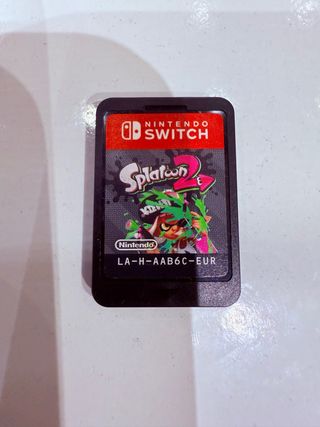 NINTENDO
SWITCH
Splatoon 2
Nintendo
LA-H-AAB6C-EUR